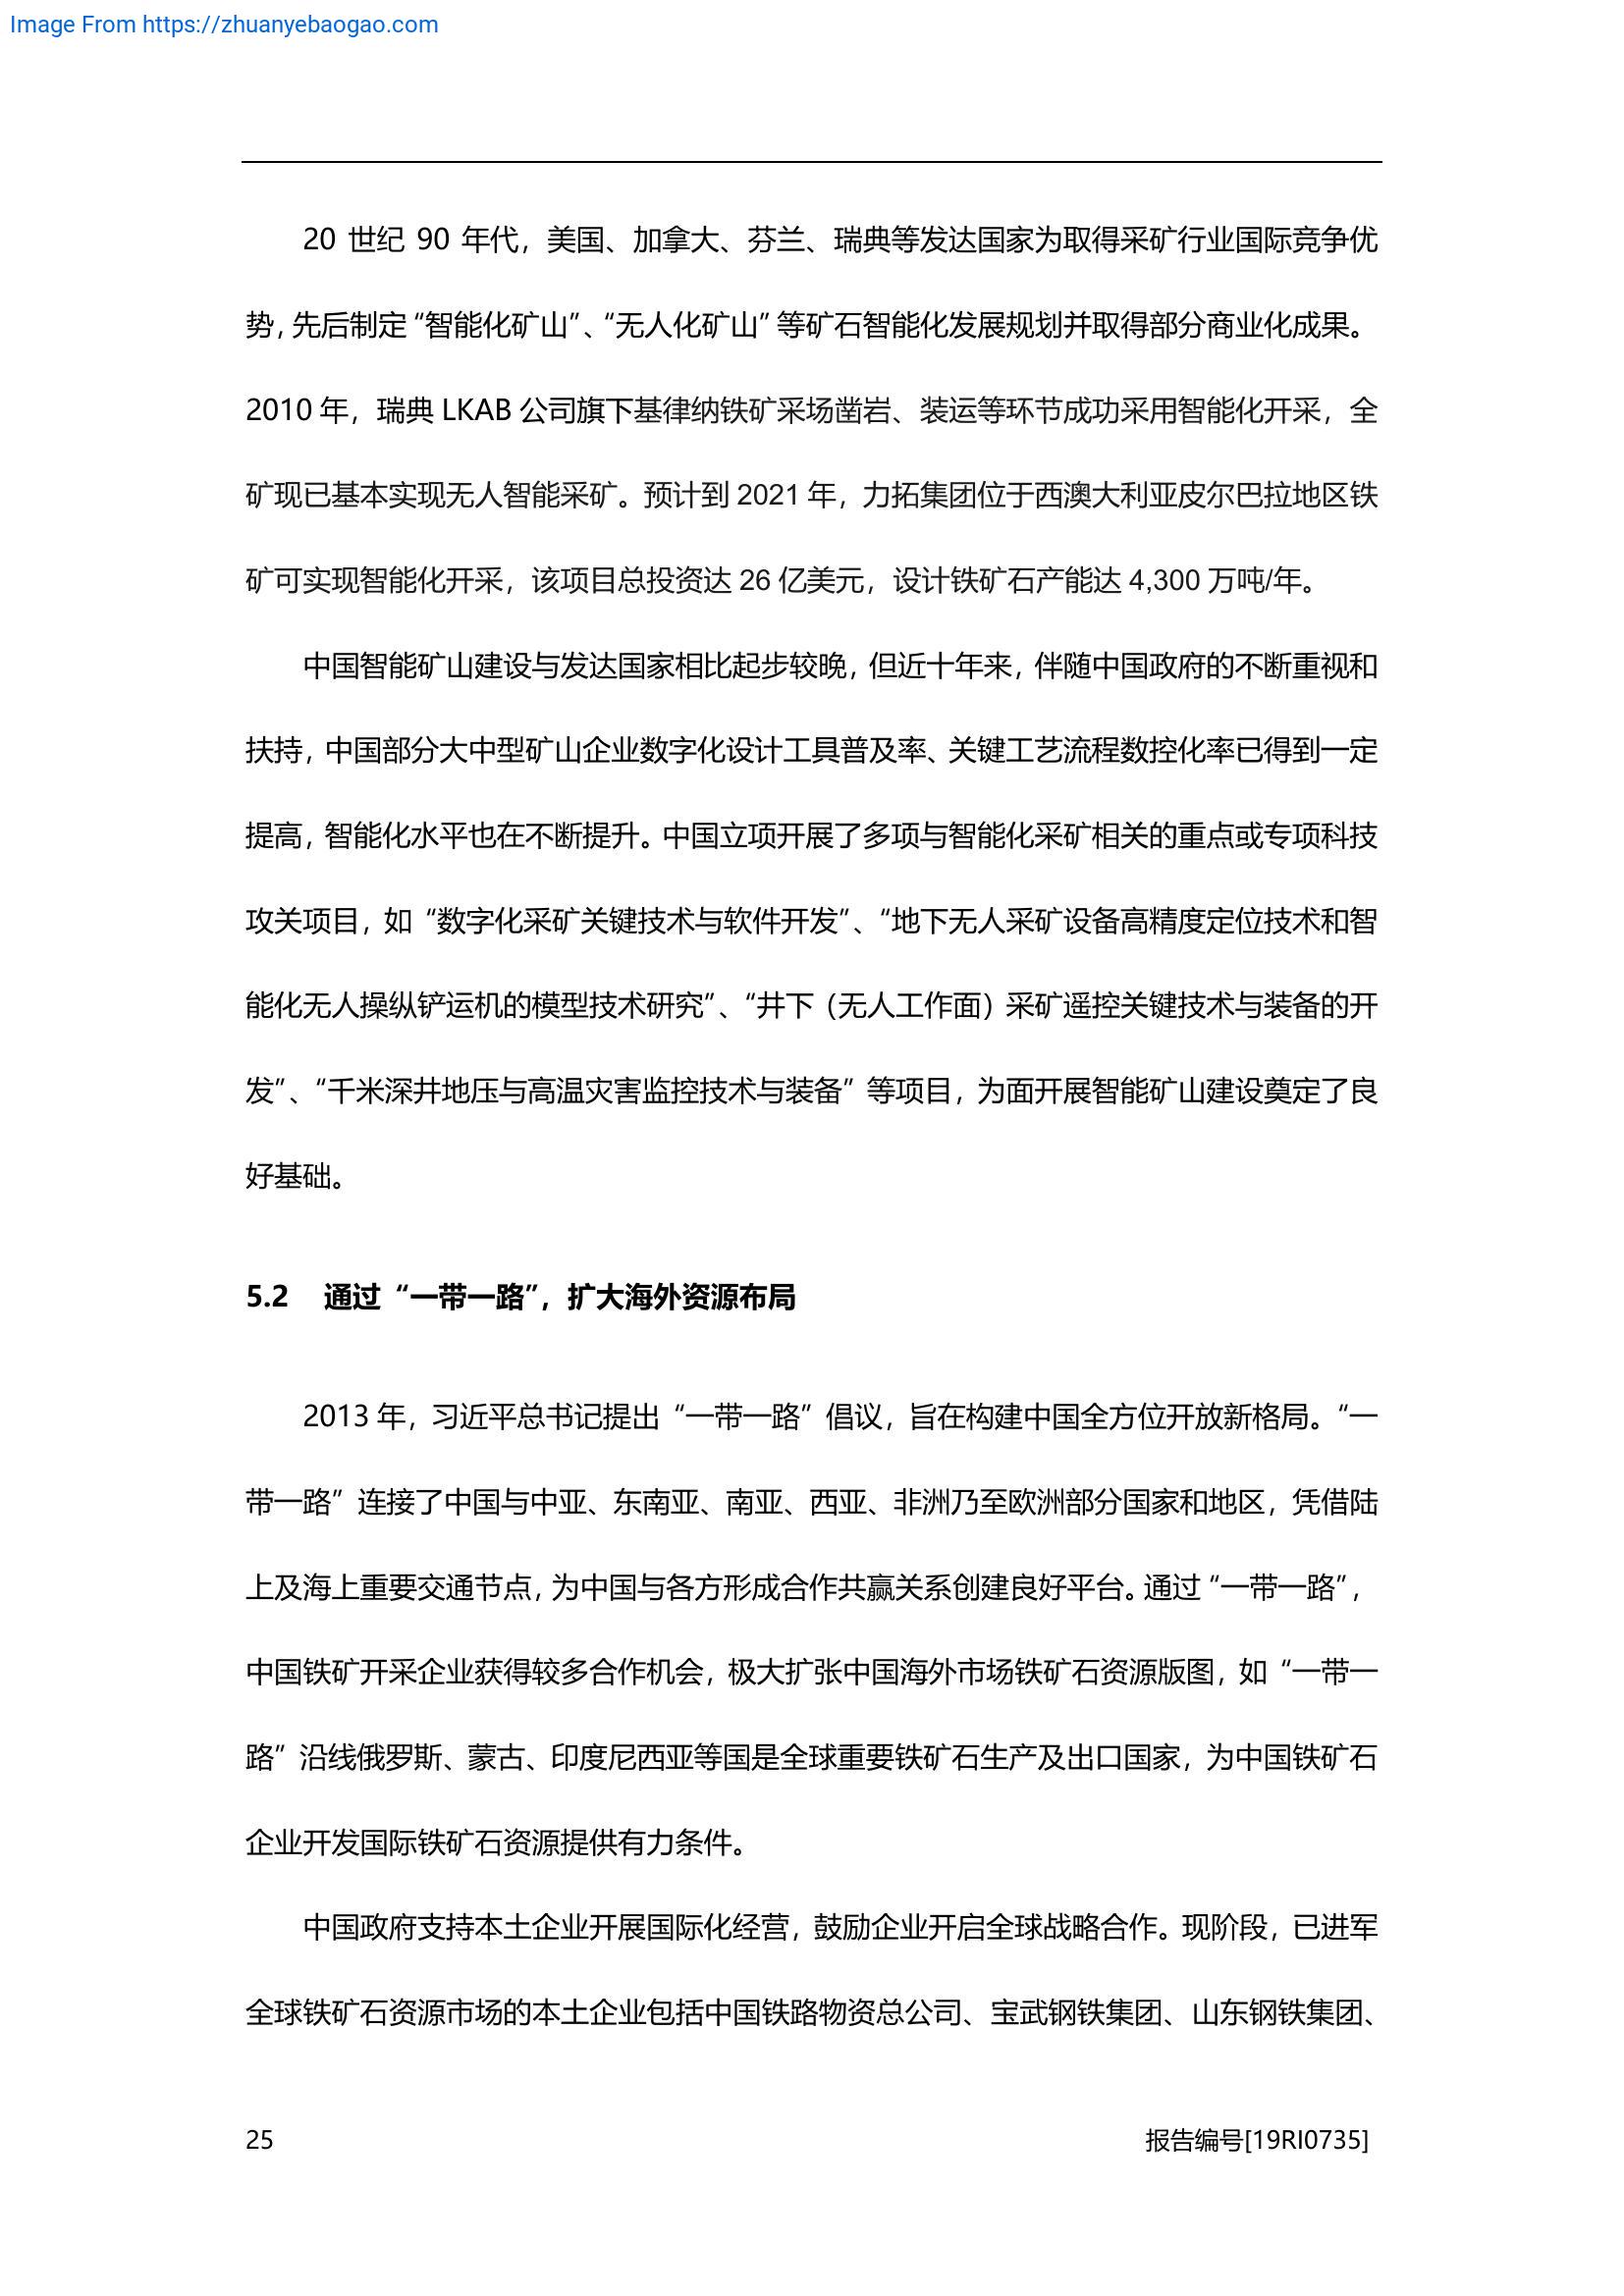 Image From https://zhuanyebaogao.com
20 世纪 90 年代，美国、加拿大、芬兰、瑞典等发达国家为取得采矿行业国际竞争优
势，先后制定“智能化矿山”、“无人化矿山”等矿石智能化发展规划并取得部分商业化成果。
2010 年，瑞典 LKAB 公司旗下基律纳铁矿采场凿岩、装运等环节成功采用智能化开采，全
矿现已基本实现无人智能采矿。预计到 2021 年，力拓集团位于西澳大利亚皮尔巴拉地区铁
矿可实现智能化开采，该项目总投资达 26 亿美元，设计铁矿石产能达 4,300 万吨/年。
中国智能矿山建设与发达国家相比起步较晚，但近十年来，伴随中国政府的不断重视和
扶持，中国部分大中型矿山企业数字化设计工具普及率、关键工艺流程数控化率已得到一定
提高，智能化水平也在不断提升。中国立项开展了多项与智能化采矿相关的重点或专项科技
攻关项目，如“数字化采矿关键技术与软件开发”、“地下无人采矿设备高精度定位技术和智
能化无人操纵铲运机的模型技术研究”、“井下（无人工作面）采矿遥控关键技术与装备的开
发”、“千米深井地压与高温灾害监控技术与装备”等项目，为面开展智能矿山建设奠定了良
好基础。
5.2 通过“一带一路”，扩大海外资源布局
2013 年，习近平总书记提出“一带一路”倡议，旨在构建中国全方位开放新格局。“一
带一路”连接了中国与中亚、东南亚、南亚、西亚、非洲乃至欧洲部分国家和地区，凭借陆
上及海上重要交通节点，为中国与各方形成合作共赢关系创建良好平台。通过“一带一路”，
中国铁矿开采企业获得较多合作机会，极大扩张中国海外市场铁矿石资源版图，如“一带一
路”沿线俄罗斯、蒙古、印度尼西亚等国是全球重要铁矿石生产及出口国家，为中国铁矿石
企业开发国际铁矿石资源提供有力条件。
中国政府支持本土企业开展国际化经营，鼓励企业开启全球战略合作。现阶段，已进军
全球铁矿石资源市场的本土企业包括中国铁路物资总公司、宝武钢铁集团、山东钢铁集团、
25 报告编号[19RI0735]